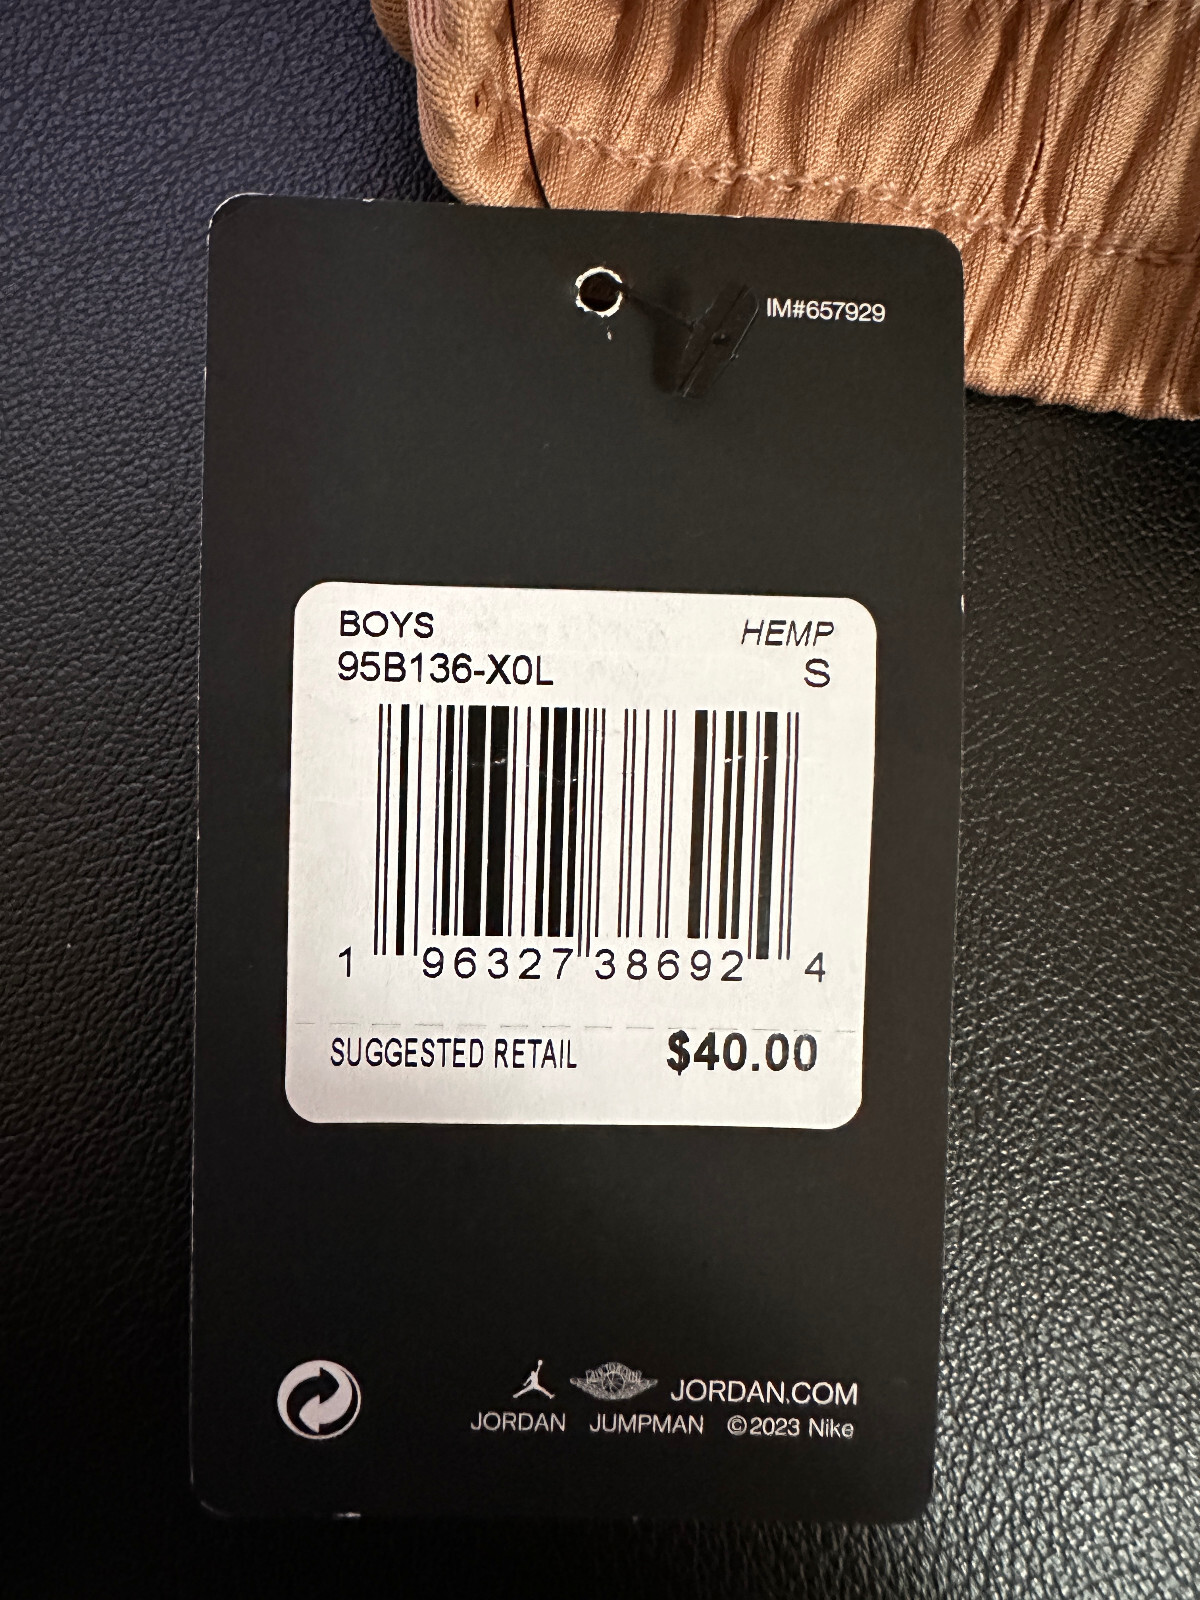 IM#657929
BOYS HEMP
95B136-X0L S
1 96327 38692 4
SUGGESTED RETAIL $40.00
JORDAN.COM
JORDAN JUMPMAN ©2023 Nike